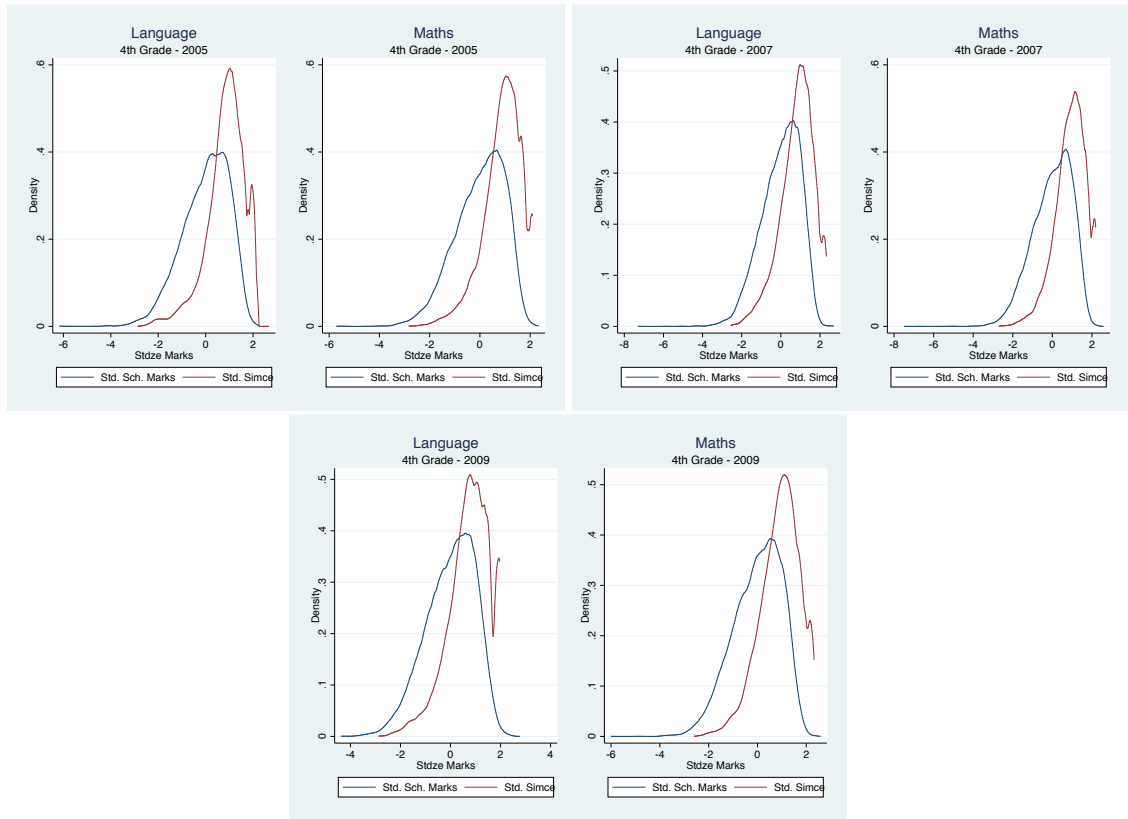 Language
4th Grade - 2005
Density
0 .2 .4 .6
-6 -4 -2 0 2
Stdze Marks
Std. Sch. Marks Std. Simce
Maths
4th Grade - 2005
Density
0 .2 .4 .6
-6 -4 -2 0 2
Stdze Marks
Std. Sch. Marks Std. Simce
Language
4th Grade - 2007
Density
0 .1 .2 .3 .4 .5
-8 -6 -4 -2 0 2
Stdze Marks
Std. Sch. Marks Std. Simce
Maths
4th Grade - 2007
Density
0 .2 .4 .6
-8 -6 -4 -2 0 2
Stdze Marks
Std. Sch. Marks Std. Simce
Language
4th Grade - 2009
Density
0 .1 .2 .3 .4 .5
-4 -2 0 2 4
Stdze Marks
Std. Sch. Marks Std. Simce
Maths
4th Grade - 2009
Density
0 .1 .2 .3 .4 .5
-6 -4 -2 0 2
Stdze Marks
Std. Sch. Marks Std. Simce